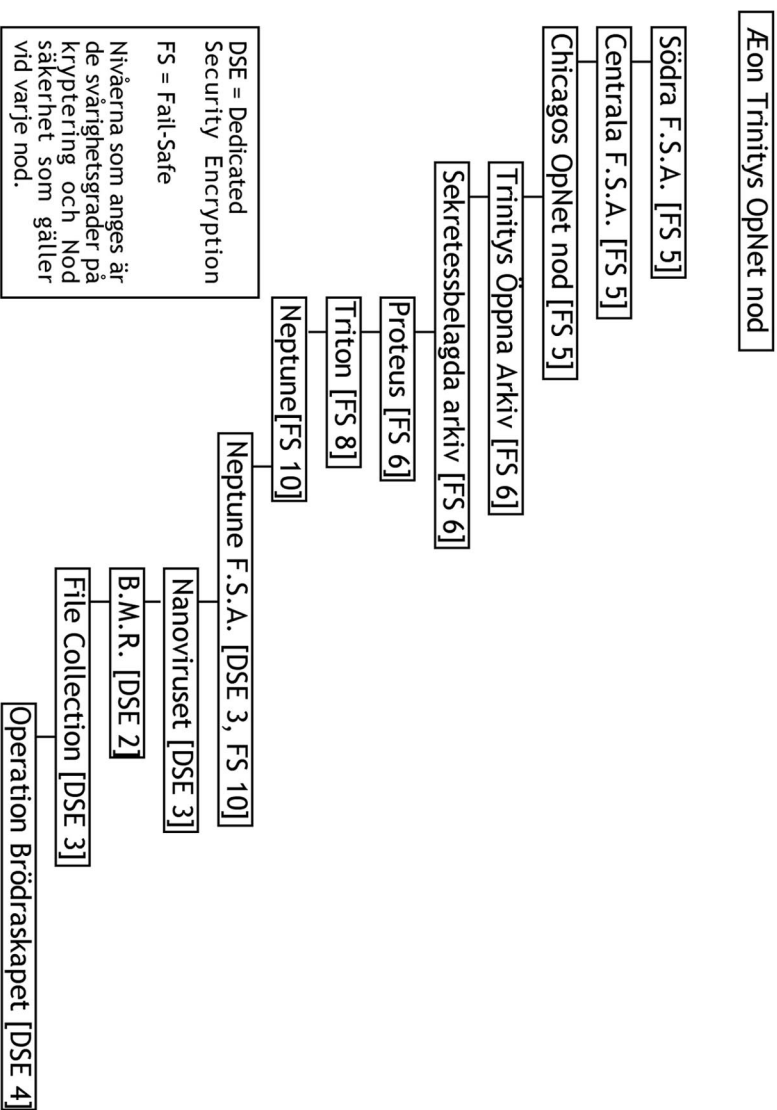 Æon Trinitys OpNet nod
Södra F.S.A. [FS 5]
Centrala F.S.A. [FS 5]
Chicagos OpNet nod [FS 5]
Trinitys Öppna Arkiv [FS 6]
Sekretessbelagda arkiv [FS 6]
Proteus [FS 6]
Triton [FS 8]
Neptune[FS 10]
Neptune F.S.A. [DSE 3, FS 10]
Nanoviruset [DSE 3]
B.M.R. [DSE 2]
File Collection [DSE 3]
Operation Brödraskapet [DSE 4]
DSE = Dedicated
Security Encryption
FS = Fail-Safe
Nivåerna som anges är
de svårighetsgrader på
kryptering och Nod
säkerhet som gäller
vid varje nod.